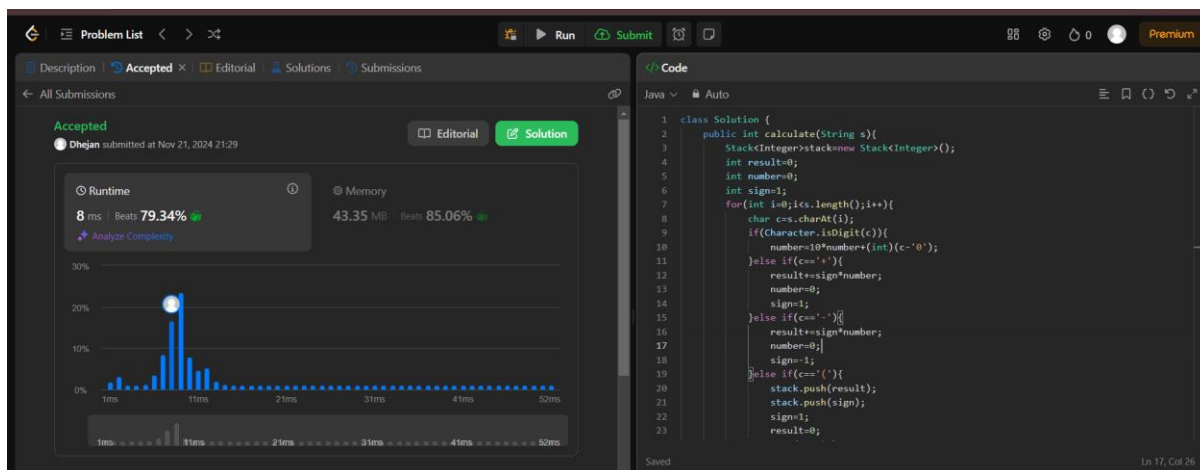 Problem List
Run
Submit
0
Premium
Description
Accepted
Editorial
Solutions
Submissions
All Submissions
Accepted
Dhejan submitted at Nov 21, 2024 21:29
Editorial
Solution
Runtime
8 ms Beats 79.34%
Analyze Complexity
Memory
43.35 MB Beats 85.06%
30%
20%
10%
0%
1ms 11ms 21ms 31ms 41ms 52ms
1ms 11ms 21ms 31ms 41ms 52ms
</> Code
Java Auto
1 class Solution {
2 public int calculate(String s){
3 Stack<Integer>stack=new Stack<Integer>();
4 int result=0;
5 int number=0;
6 int sign=1;
7 for(int i=0;i<s.length();i++){
8 char c=s.charAt(i);
9 if(Character.isDigit(c)){
10 number=10*number+(int)(c-'0');
11 }else if(c=='+'){
12 result+=sign*number;
13 number=0;
14 sign=1;
15 }else if(c=='-'){
16 result+=sign*number;
17 number=0;
18 sign=-1;
19 }else if(c=='('){
20 stack.push(result);
21 stack.push(sign);
22 sign=1;
23 result=0;
Saved
Ln 17, Col 26